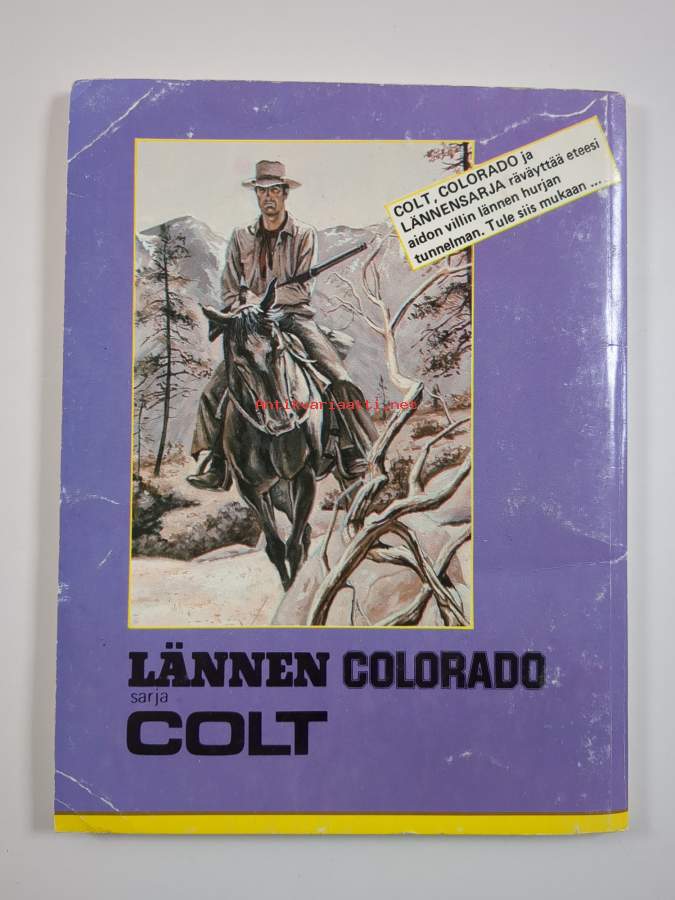 COLT, COLORADO ja
LÄNNENSARJA räväyttää eteesi
aidon villin lännen hurjan
tunnelman. Tule siis mukaan ...
Antikvariaatti.net
LÄNNEN COLORADO
sarja
COLT